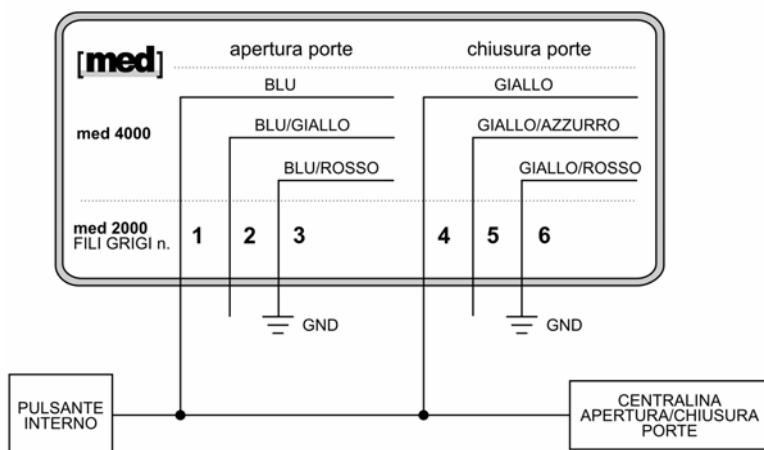 [med]
apertura porte
chiusura porte
BLU
GIALLO
med 4000
BLU/GIALLO
GIALLO/AZZURRO
BLU/ROSSO
GIALLO/ROSSO
med 2000
FILI GRIGI n.
1
2
3
4
5
6
GND
GND
PULSANTE
INTERNO
CENTRALINA
APERTURA/CHIUSURA
PORTE